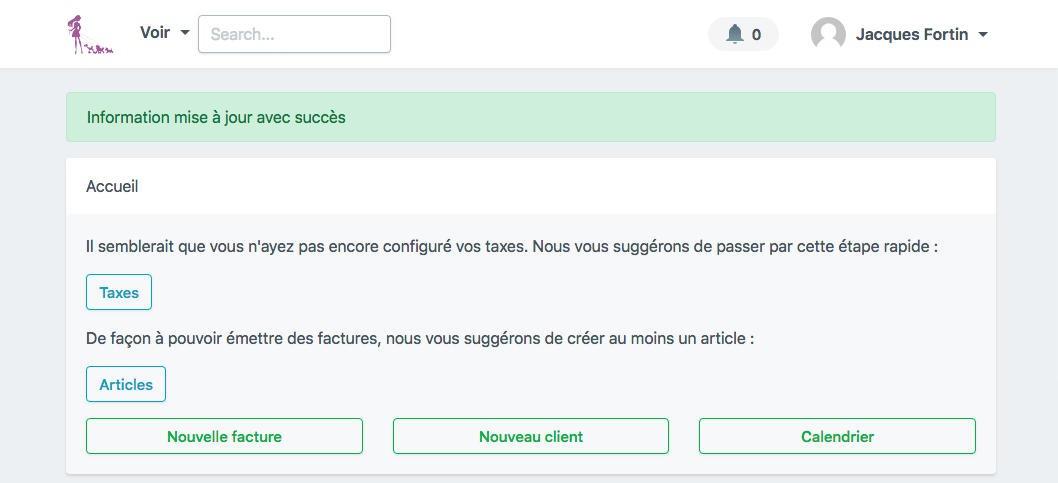 Voir
Search...
0
Jacques Fortin
Information mise à jour avec succès
Accueil
Il semblerait que vous n'ayez pas encore configuré vos taxes. Nous vous suggérons de passer par cette étape rapide :
Taxes
De façon à pouvoir émettre des factures, nous vous suggérons de créer au moins un article :
Articles
Nouvelle facture
Nouveau client
Calendrier